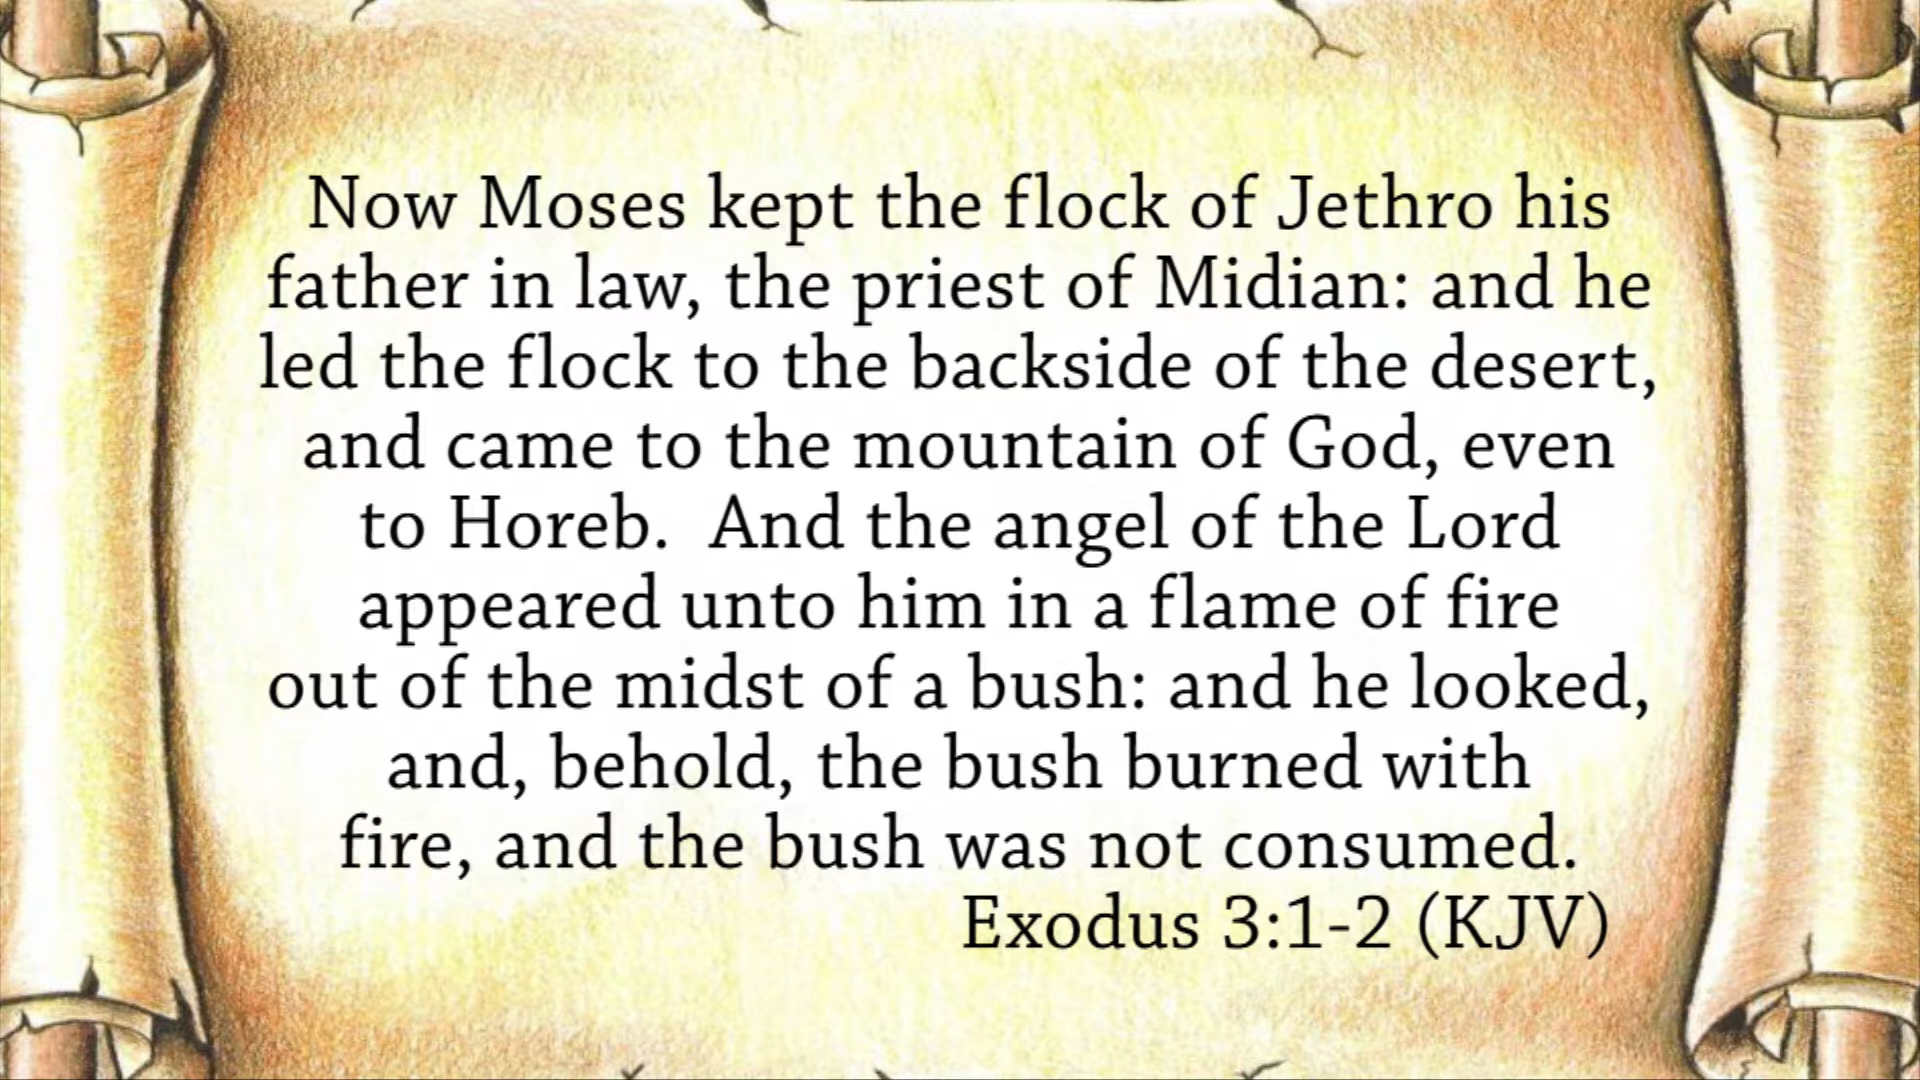 Now Moses kept the flock of Jethro his
father in law, the priest of Midian: and he
led the flock to the backside of the desert,
and came to the mountain of God, even
to Horeb.  And the angel of the Lord
appeared unto him in a flame of fire
out of the midst of a bush: and he looked,
and, behold, the bush burned with
fire, and the bush was not consumed.
Exodus 3:1-2 (KJV)